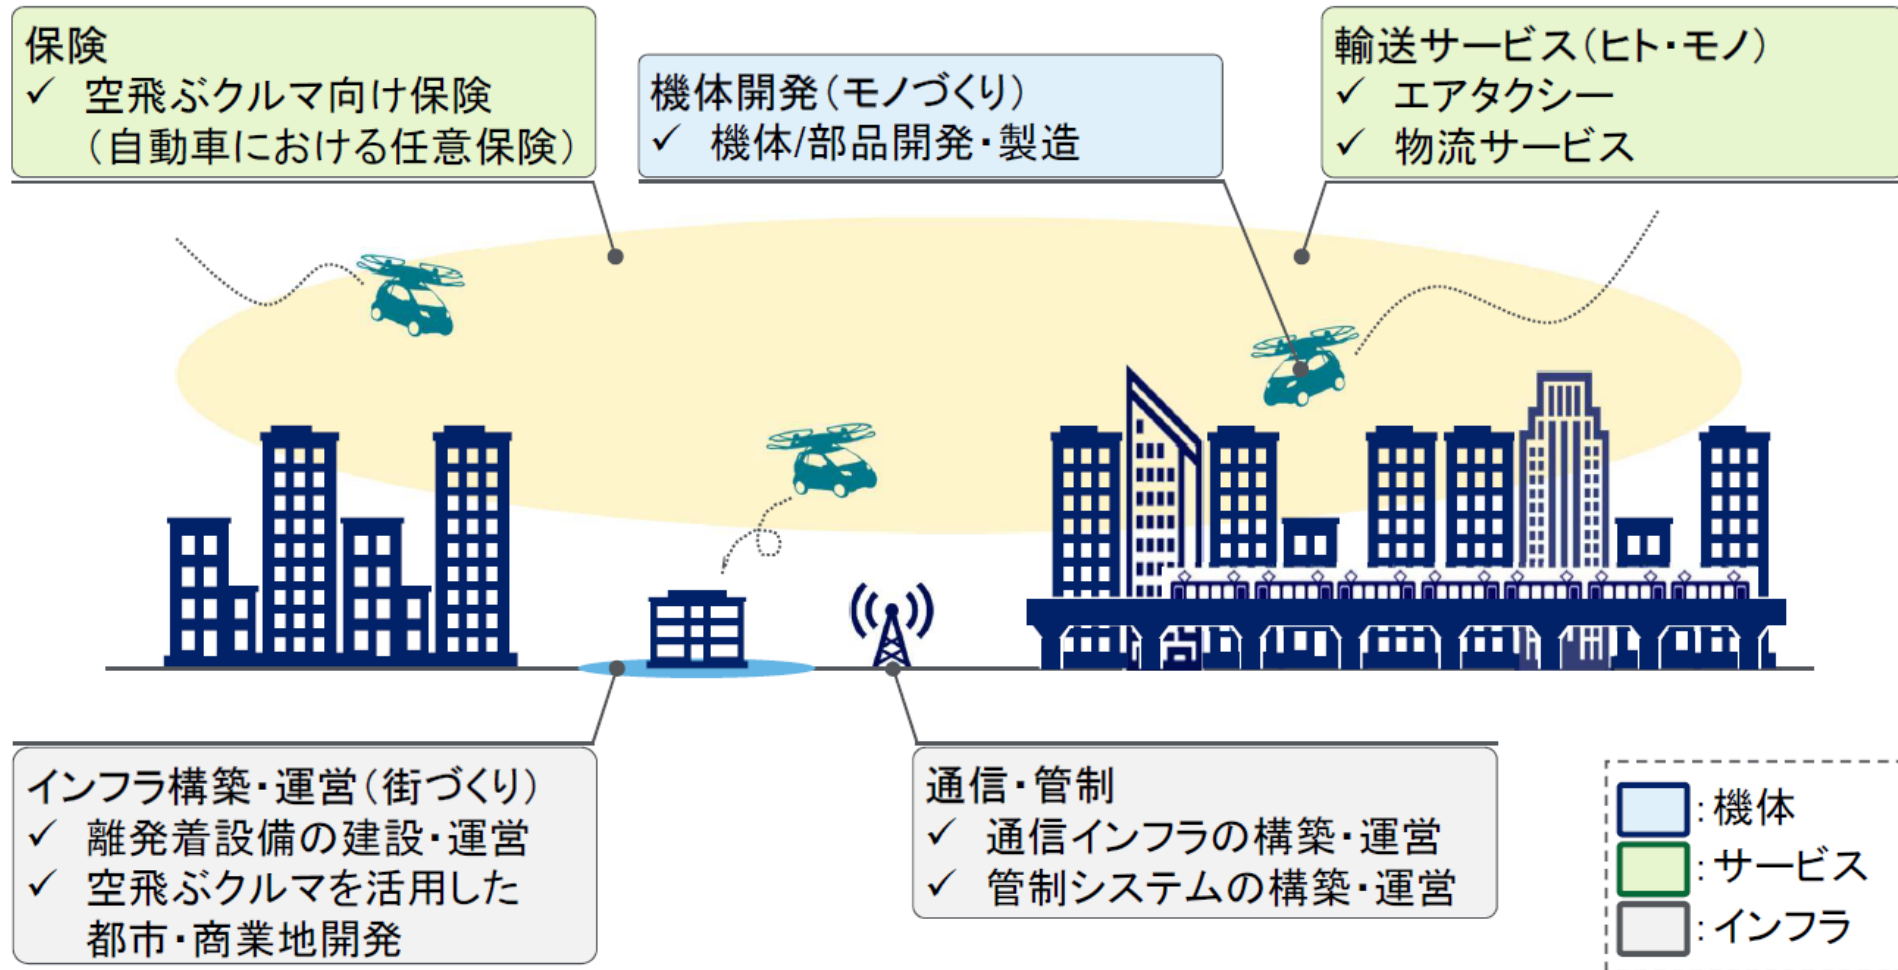 保険
✓ 空飛ぶクルマ向け保険
（自動車における任意保険）
機体開発（モノづくり）
✓ 機体/部品開発・製造
輸送サービス（ヒト・モノ）
✓ エアタクシー
✓ 物流サービス
インフラ構築・運営（街づくり）
✓ 離発着設備の建設・運営
✓ 空飛ぶクルマを活用した
都市・商業地開発
通信・管制
✓ 通信インフラの構築・運営
✓ 管制システムの構築・運営
：機体
：サービス
：インフラ